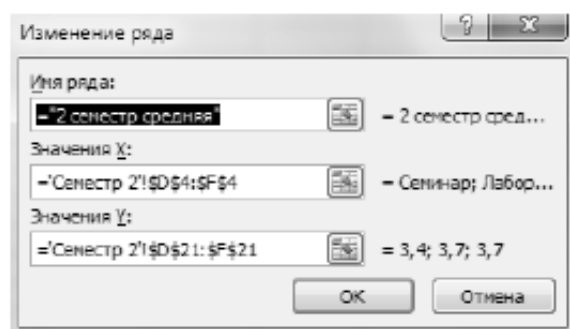 Изменение ряда
Имя ряда:
="2 семестр средняя" = 2 семестр сред...
Значения X:
='Семестр 2'!$D$4:$F$4 = Семинар; Лабор...
Значения Y:
='Семестр 2'!$D$21:$F$21 = 3,4; 3,7; 3,7
ОК Отмена